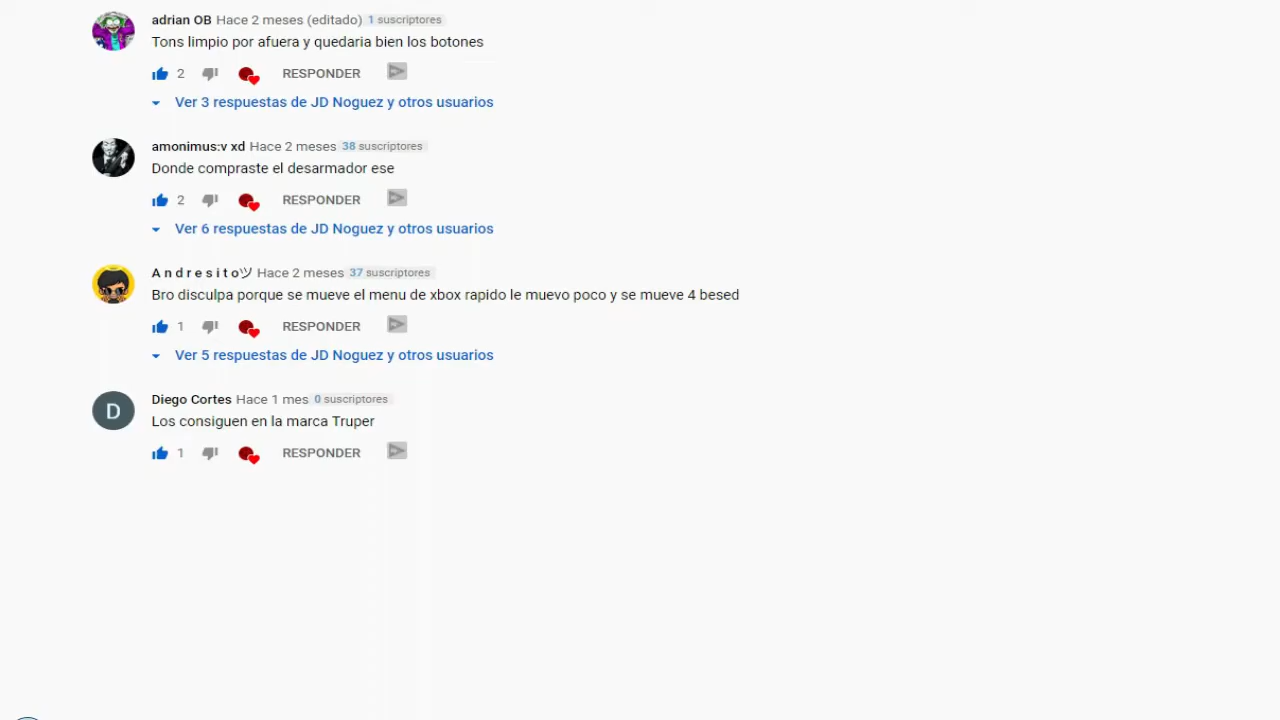 adrian OB Hace 2 meses (editado) 1 suscriptores
Tons limpio por afuera y quedaria bien los botones
2 RESPONDER
Ver 3 respuestas de JD Noguez y otros usuarios
amonimus:v xd Hace 2 meses 38 suscriptores
Donde compraste el desarmador ese
2 RESPONDER
Ver 6 respuestas de JD Noguez y otros usuarios
A n d r e s i t oツ Hace 2 meses 37 suscriptores
Bro disculpa porque se mueve el menu de xbox rapido le muevo poco y se mueve 4 besed
1 RESPONDER
Ver 5 respuestas de JD Noguez y otros usuarios
D
Diego Cortes Hace 1 mes 0 suscriptores
Los consiguen en la marca Truper
1 RESPONDER